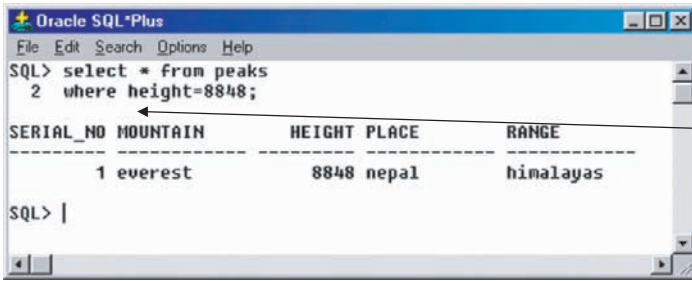 Oracle SQL*Plus
File Edit Search Options Help
SQL> select * from peaks
2 where height=8848;
SERIAL_NO MOUNTAIN HEIGHT PLACE RANGE
--------- ------------ --------- ------------ ------------
1 everest 8848 nepal himalayas
SQL>